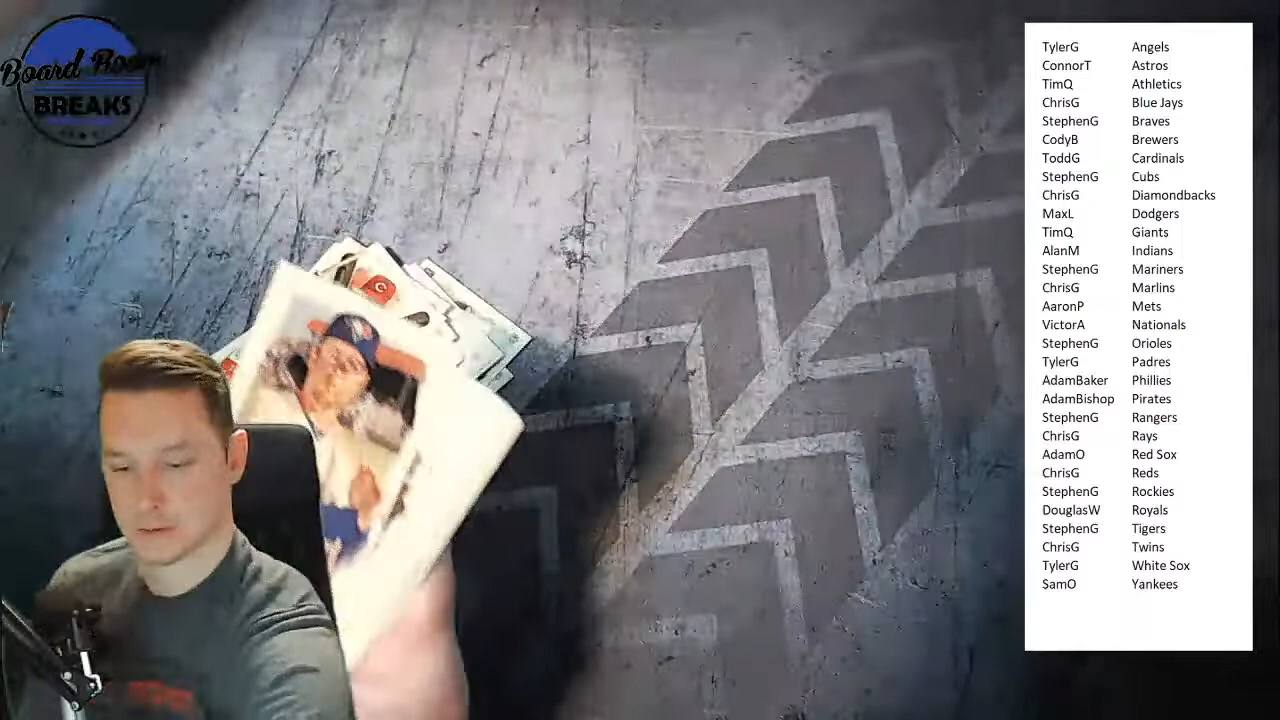 Board Room
BREAKS
TylerG Angels
ConnorT Astros
TimQ Athletics
ChrisG Blue Jays
StephenG Braves
CodyB Brewers
ToddG Cardinals
StephenG Cubs
ChrisG Diamondbacks
MaxL Dodgers
TimQ Giants
AlanM Indians
StephenG Mariners
ChrisG Marlins
AaronP Mets
VictorA Nationals
StephenG Orioles
TylerG Padres
AdamBaker Phillies
AdamBishop Pirates
StephenG Rangers
ChrisG Rays
AdamO Red Sox
ChrisG Reds
StephenG Rockies
DouglasW Royals
StephenG Tigers
ChrisG Twins
TylerG White Sox
SamO Yankees